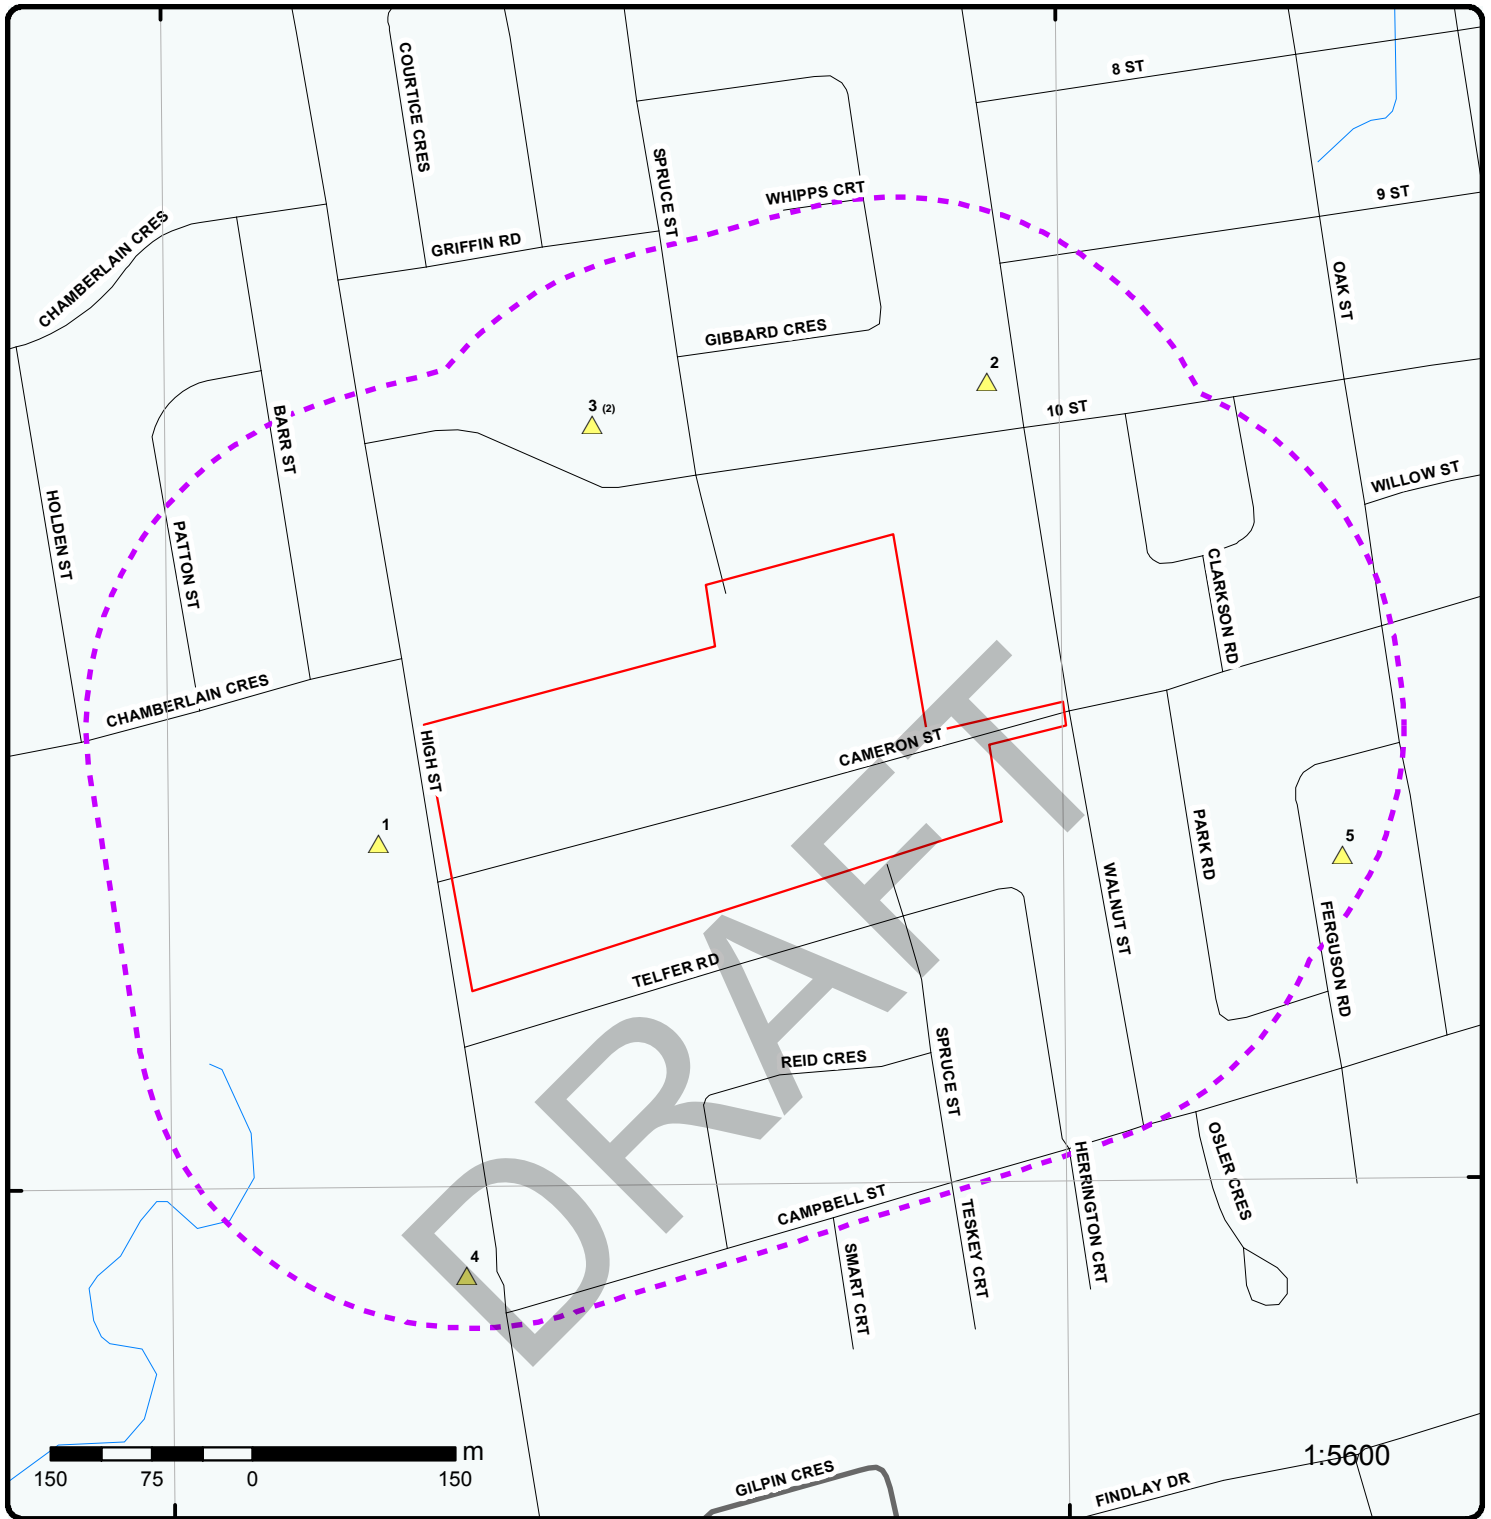 COURTICE CRES
8 ST
SPRUCE ST
WHIPPS CRT
9 ST
CHAMBERLAIN CRES
GRIFFIN RD
OAK ST
GIBBARD CRES
2
3 (2)
10 ST
BARR ST
WILLOW ST
HOLDEN ST
PATTON ST
CLARKSON RD
CHAMBERLAIN CRES
HIGH ST
CAMERON ST
1
PARK RD
5
WALNUT ST
FERGUSON RD
TELFER RD
DRAFT
REID CRES
SPRUCE ST
OSLER CRES
HERRINGTON CRT
CAMPBELL ST
TESKEY CRT
4
SMART CRT
m
150 75 0 150
1:5600
GILPIN CRES
FINDLAY DR